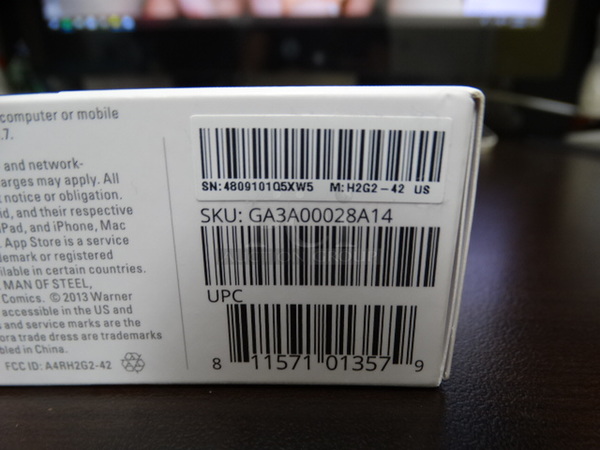 computer or mobile
.7.
and network-
arges may apply. All
notice or obligation.
id, and their respective
iPad, and iPhone, Mac
App Store is a service
demark or registered
ilable in certain countries.
MAN OF STEEL,
Comics. © 2013 Warner
accessible in the US and
and service marks are the
ora trade dress are trademarks
bled in China.
FCC ID: A4RH2G2-42
SN:4809101Q5XW5 M:H2G2-42 US
SKU: GA3A00028A14
UPC
8 11571 01357 9